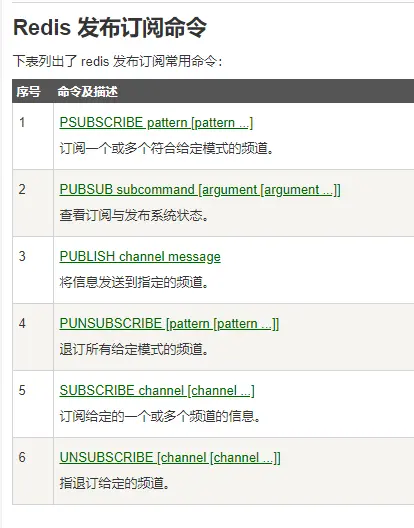 Redis 发布订阅命令
下表列出了 redis 发布订阅常用命令：
序号 命令及描述
1 PSUBSCRIBE pattern [pattern ...]
订阅一个或多个符合给定模式的频道。
2 PUBSUB subcommand [argument [argument ...]]
查看订阅与发布系统状态。
3 PUBLISH channel message
将信息发送到指定的频道。
4 PUNSUBSCRIBE [pattern [pattern ...]]
退订所有给定模式的频道。
5 SUBSCRIBE channel [channel ...]
订阅给定的一个或多个频道的信息。
6 UNSUBSCRIBE [channel [channel ...]]
指退订给定的频道。